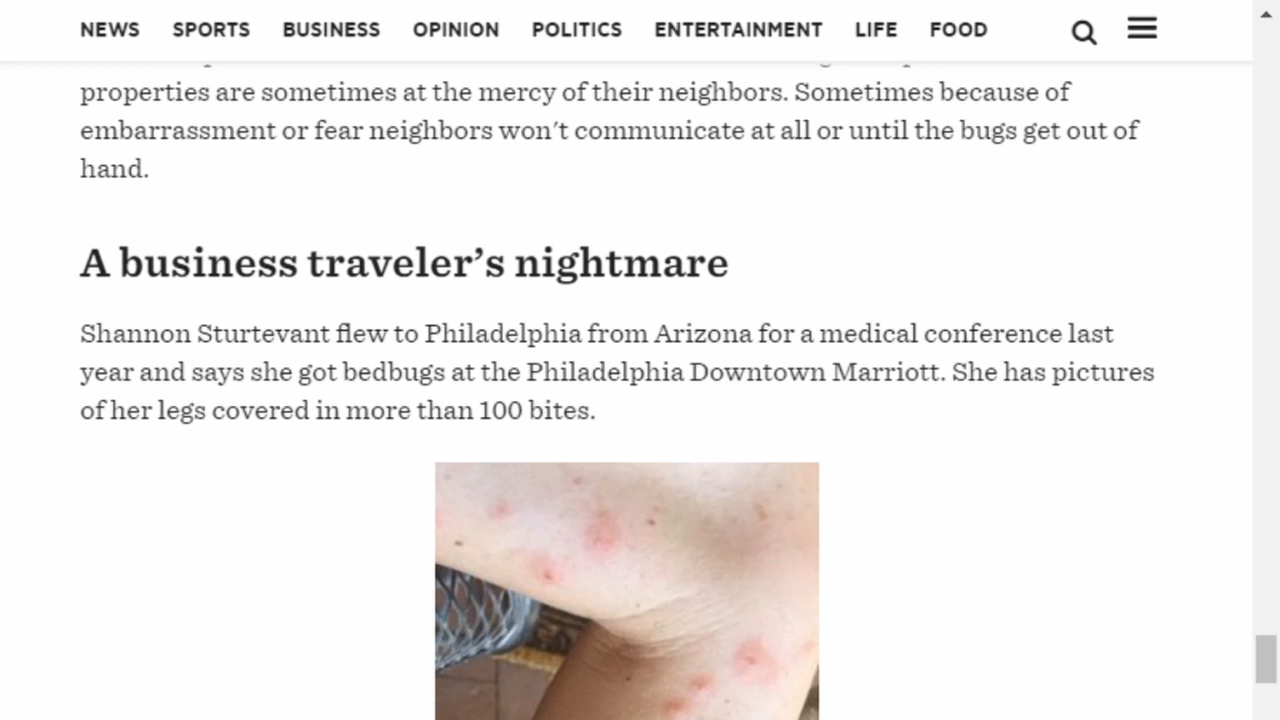 NEWS SPORTS BUSINESS OPINION POLITICS ENTERTAINMENT LIFE FOOD
properties are sometimes at the mercy of their neighbors. Sometimes because of
embarrassment or fear neighbors won't communicate at all or until the bugs get out of
hand.
A business traveler's nightmare
Shannon Sturtevant flew to Philadelphia from Arizona for a medical conference last
year and says she got bedbugs at the Philadelphia Downtown Marriott. She has pictures
of her legs covered in more than 100 bites.